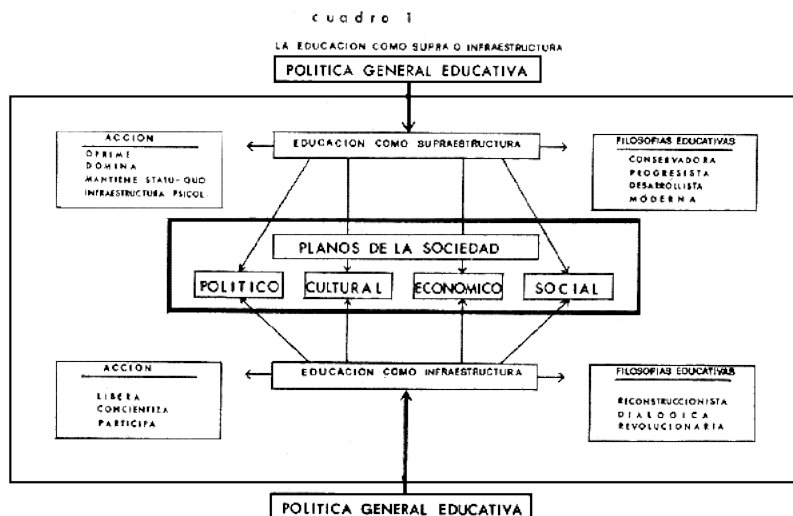 cuadro 1
LA EDUCACION COMO SUPRA O INFRAESTRUCTURA
POLITICA GENERAL EDUCATIVA
ACCION
OPRIME
DOMINA
MANTIENE STATU-QUO
INFRAESTRUCTURA PSICOL.
EDUCACION COMO SUPRAESTRUCTURA
FILOSOFIAS EDUCATIVAS
CONSERVADORA
PROGRESISTA
DESARROLLISTA
MODERNA
PLANOS DE LA SOCIEDAD
POLITICO CULTURAL ECONOMICO SOCIAL
ACCION
LIBERA
CONCIENTIZA
PARTICIPA
EDUCACION COMO INFRAESTRUCTURA
FILOSOFIAS EDUCATIVAS
RECONSTRUCCIONISTA
DIALOGICA
REVOLUCIONARIA
POLITICA GENERAL EDUCATIVA